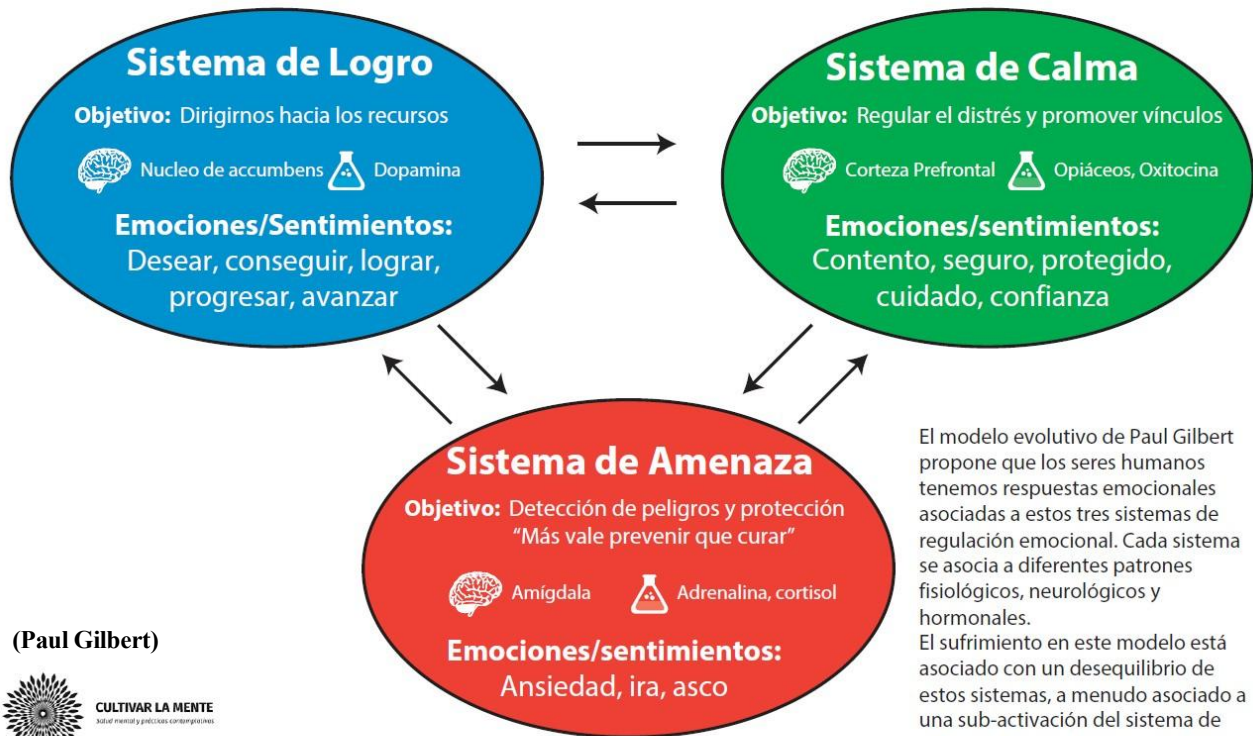 Sistema de Logro
Objetivo: Dirigirnos hacia los recursos
Nucleo de accumbens
Dopamina
Emociones/Sentimientos:
Desear, conseguir, lograr,
progresar, avanzar
Sistema de Calma
Objetivo: Regular el distrés y promover vínculos
Corteza Prefrontal
Opiáceos, Oxitocina
Emociones/sentimientos:
Contento, seguro, protegido,
cuidado, confianza
Sistema de Amenaza
Objetivo: Detección de peligros y protección
“Más vale prevenir que curar”
Amígdala
Adrenalina, cortisol
Emociones/sentimientos:
Ansiedad, ira, asco
El modelo evolutivo de Paul Gilbert
propone que los seres humanos
tenemos respuestas emocionales
asociadas a estos tres sistemas de
regulación emocional. Cada sistema
se asocia a diferentes patrones
fisiológicos, neurológicos y
hormonales.
El sufrimiento en este modelo está
asociado con un desequilibrio de
estos sistemas, a menudo asociado a
una sub-activación del sistema de
(Paul Gilbert)
CULTIVAR LA MENTE
Salud mental y prácticas contemplativas